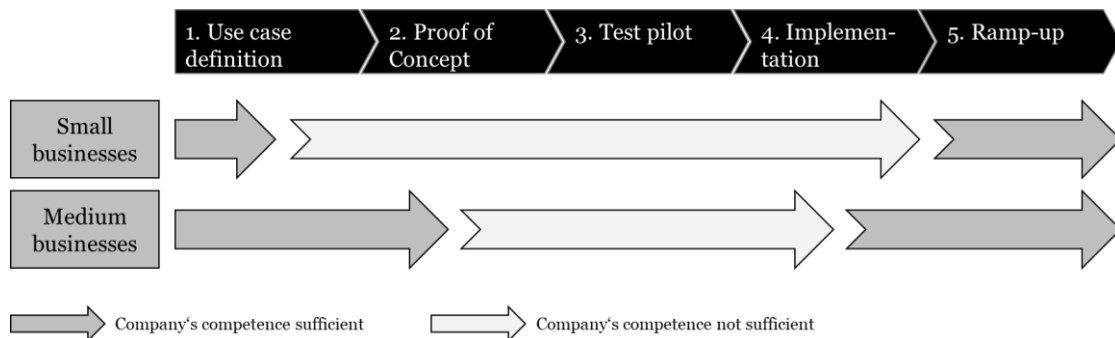 1. Use case
definition
2. Proof of
Concept
3. Test pilot
4. Implemen-
tation
5. Ramp-up
Small
businesses
Medium
businesses
Company‘s competence sufficient
Company‘s competence not sufficient